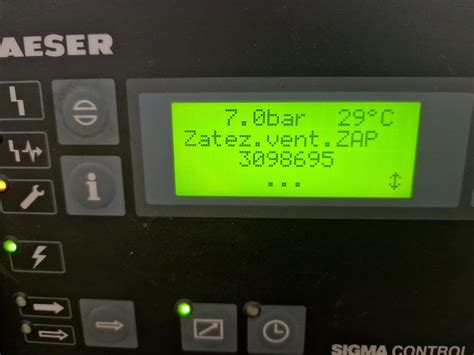 AESER
7.0bar 29°C
Zatez.vent.ZAP
3098695
...
SIGMA CONTROL